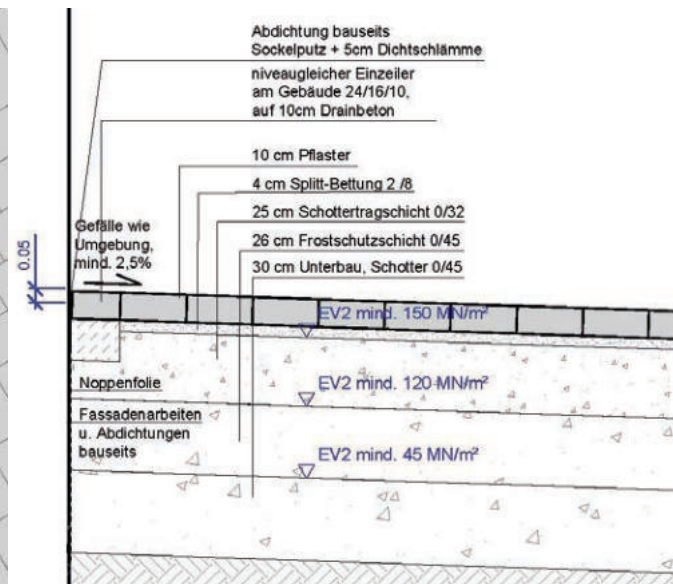 Abdichtung bauseits
Sockelputz + 5cm Dichtschlämme
niveaugleicher Einzeiler
am Gebäude 24/16/10,
auf 10cm Drainbeton
10 cm Pflaster
4 cm Splitt-Bettung 2 /8
25 cm Schottertragschicht 0/32
26 cm Frostschutzschicht 0/45
30 cm Unterbau, Schotter 0/45
Gefälle wie
Umgebung,
mind. 2,5%
0.05
EV2 mind. 150 MN/m²
EV2 mind. 120 MN/m²
EV2 mind. 45 MN/m²
Noppenfolie
Fassadenarbeiten
u. Abdichtungen
bauseits